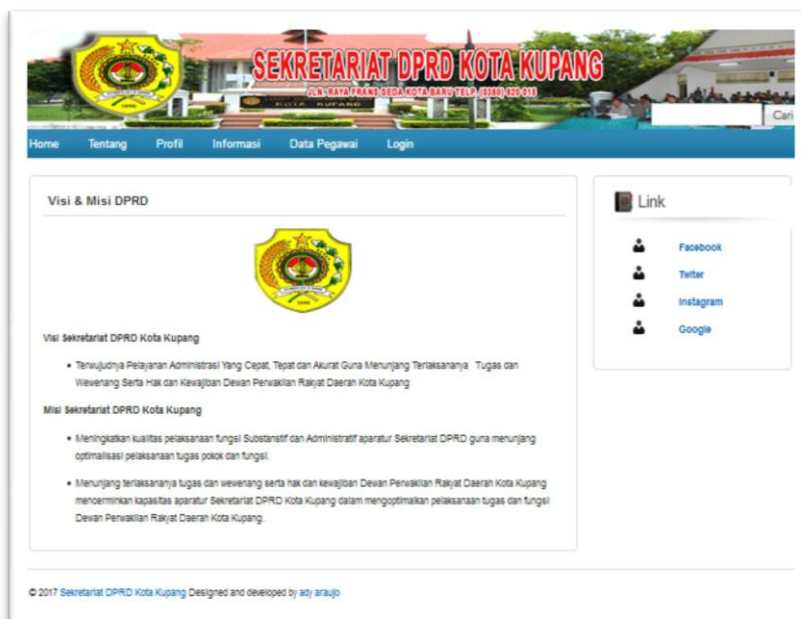 SEKRETARIAT DPRD KOTA KUPANG
JLN. RAYA FRANS SEDA KOTA BARU TELP. (0380) 820 018
KOTA KUPANG
Cari
Home Tentang Profil Informasi Data Pegawai Login
Visi & Misi DPRD
1996
Visi Sekretariat DPRD Kota Kupang
Terwujudnya Pelayanan Administrasi Yang Cepat, Tepat dan Akurat Guna Menunjang Terlaksananya Tugas dan
Wewenang Serta Hak dan Kewajiban Dewan Perwakilan Rakyat Daerah Kota Kupang
Misi Sekretariat DPRD Kota Kupang
Meningkatkan kualitas pelaksanaan fungsi Substanstif dan Administratif aparatur Sekretariat DPRD guna menunjang
optimalisasi pelaksanaan tugas pokok dan fungsi.
Menunjang terlaksananya tugas dan wewenang serta hak dan kewajiban Dewan Perwakilan Rakyat Daerah Kota Kupang
mencerminkan kapasitas aparatur Sekretariat DPRD Kota Kupang dalam mengoptimalkan pelaksanaan tugas dan fungsi
Dewan Perwakilan Rakyat Daerah Kota Kupang.
Link
Facebook
Twiter
Instagram
Google
© 2017 Sekretariat DPRD Kota Kupang Designed and developed by ady araujo